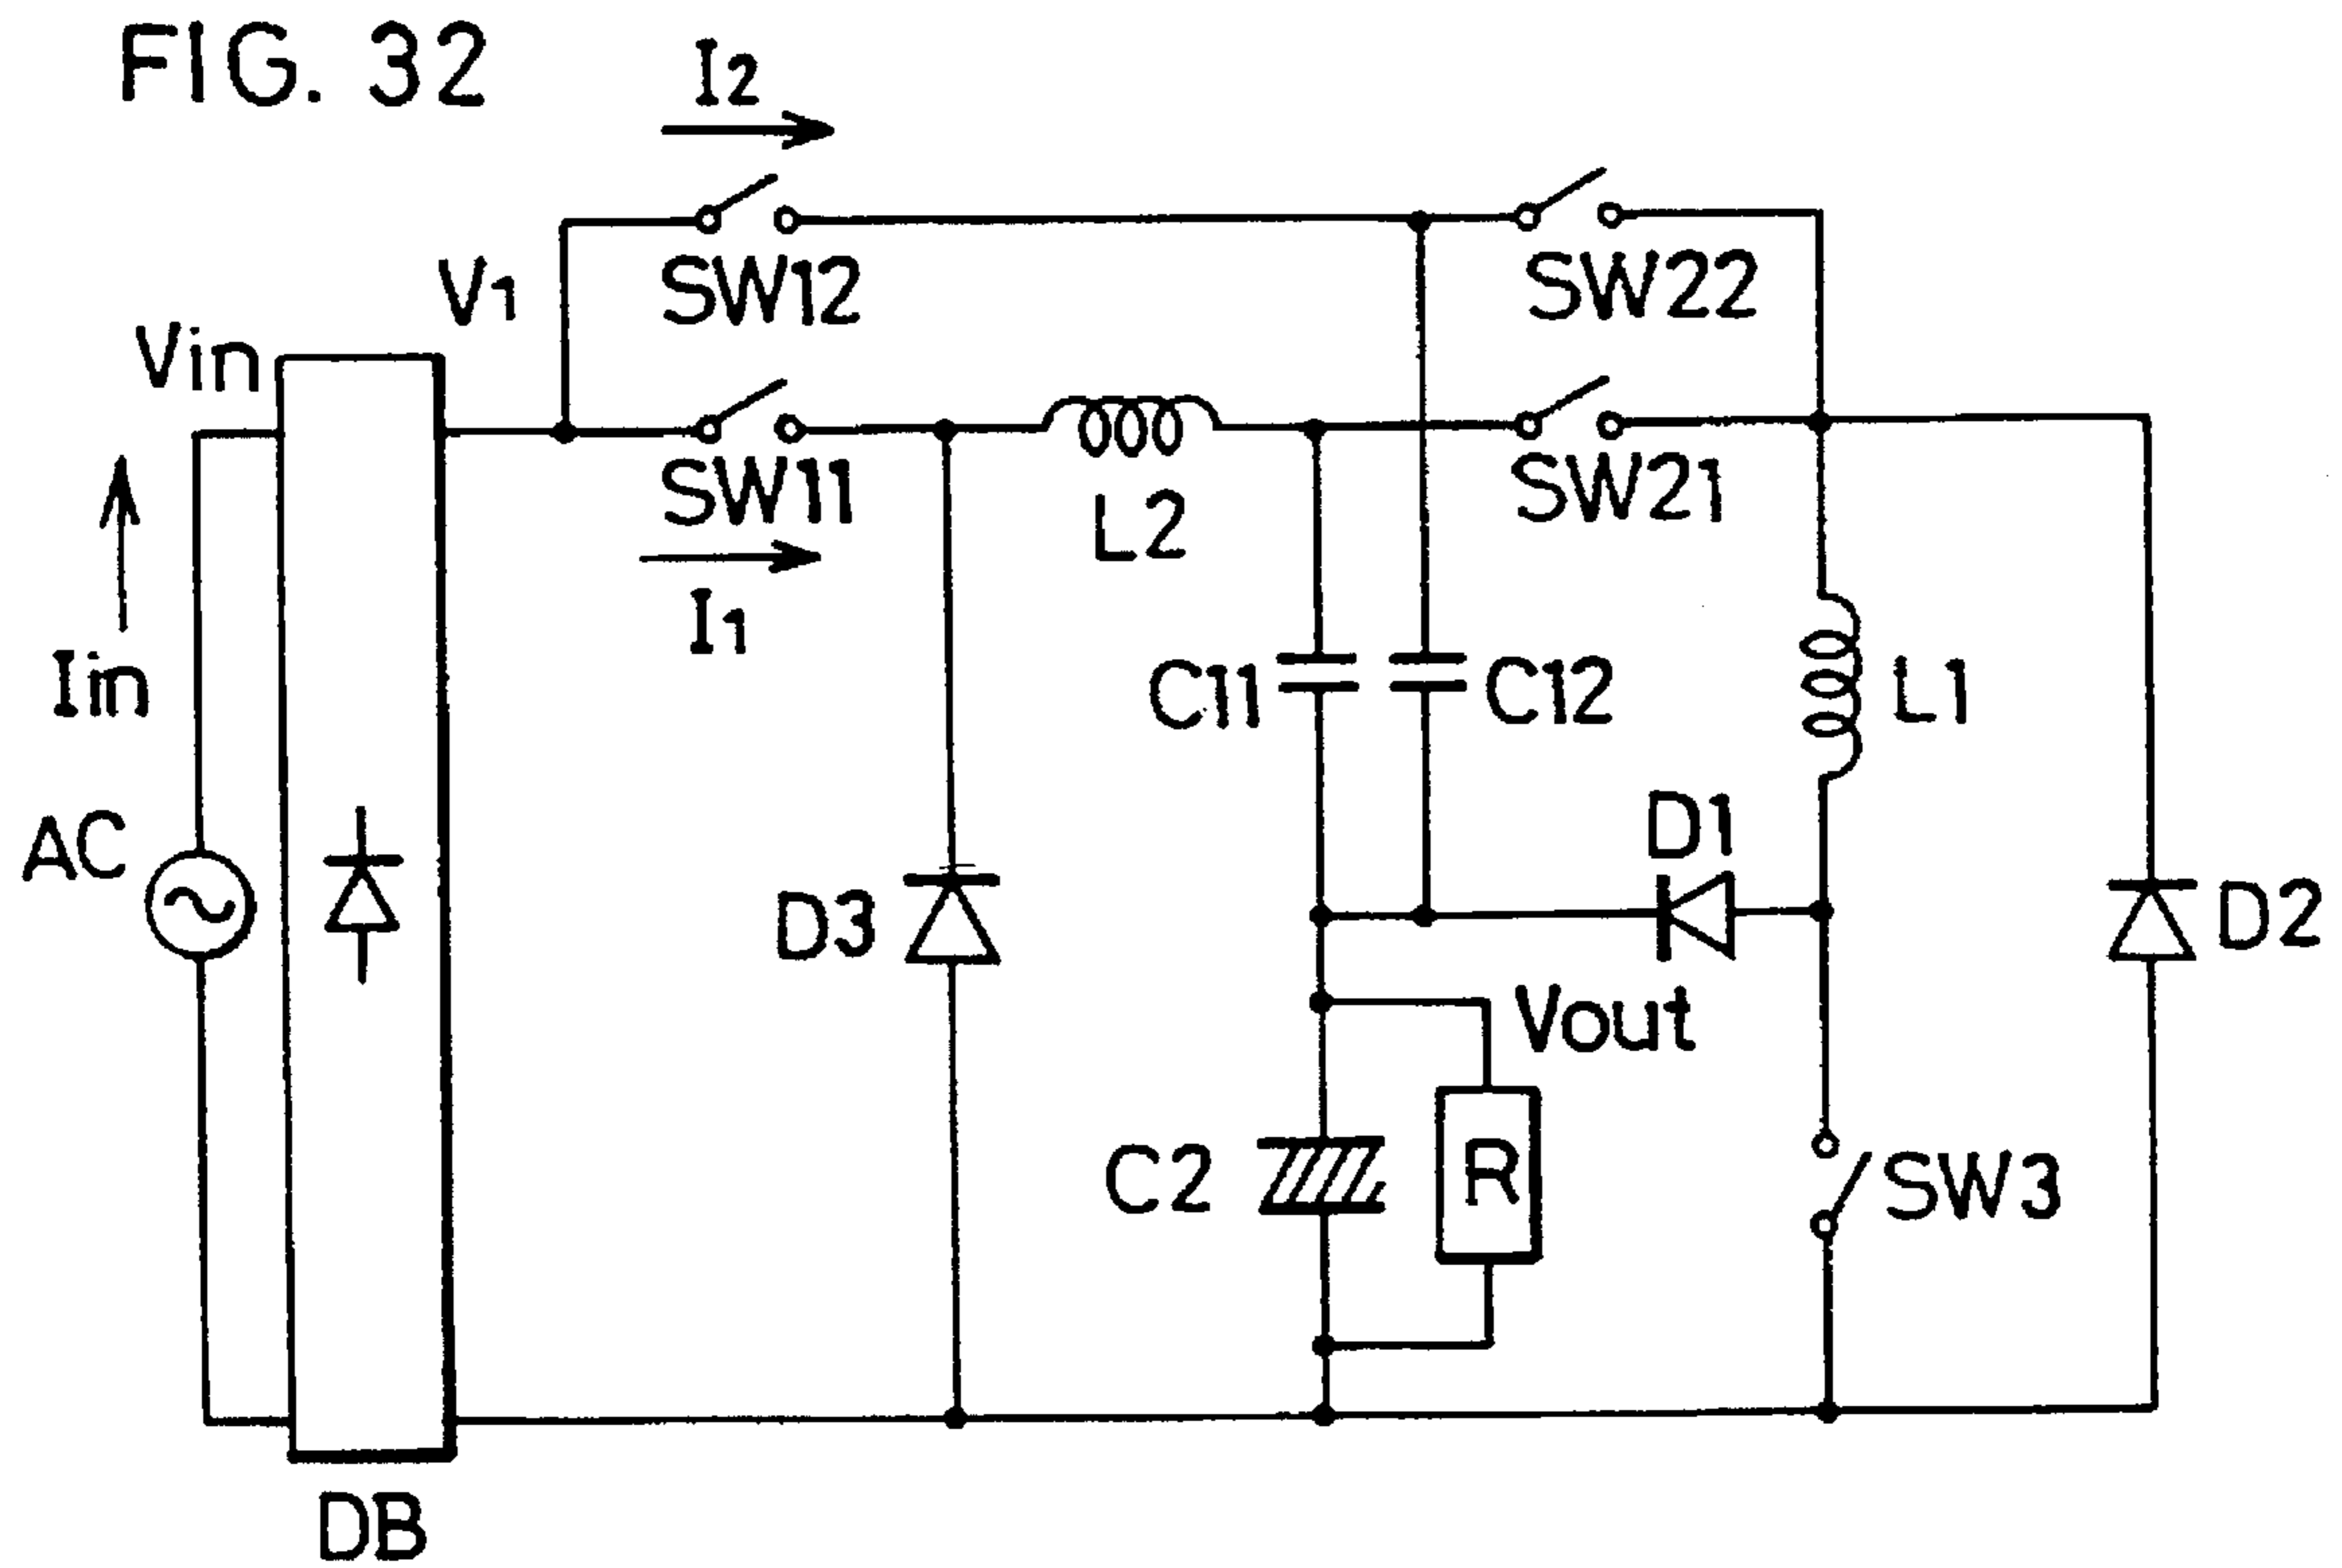 FIG. 32
I2
SW12
SW22
V1
Vin
SW11
L2
SW21
I1
Iin
C11
C12
L1
AC
D1
D3
D2
Vout
C2
R
SW3
DB